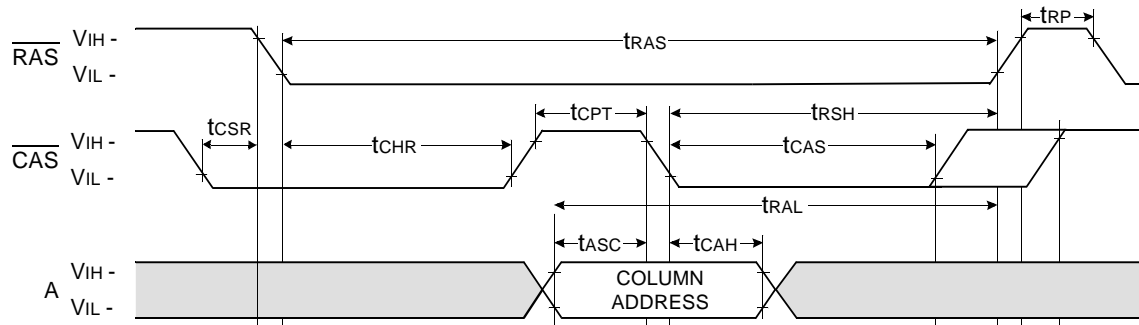 tRP
VIH -
RAS
tRAS
VIL -
tCSR
tCPT
tRSH
VIH -
CAS
tCHR
tCAS
VIL -
tRAL
tASC
tCAH
VIH -
A
COLUMN
ADDRESS
VIL -